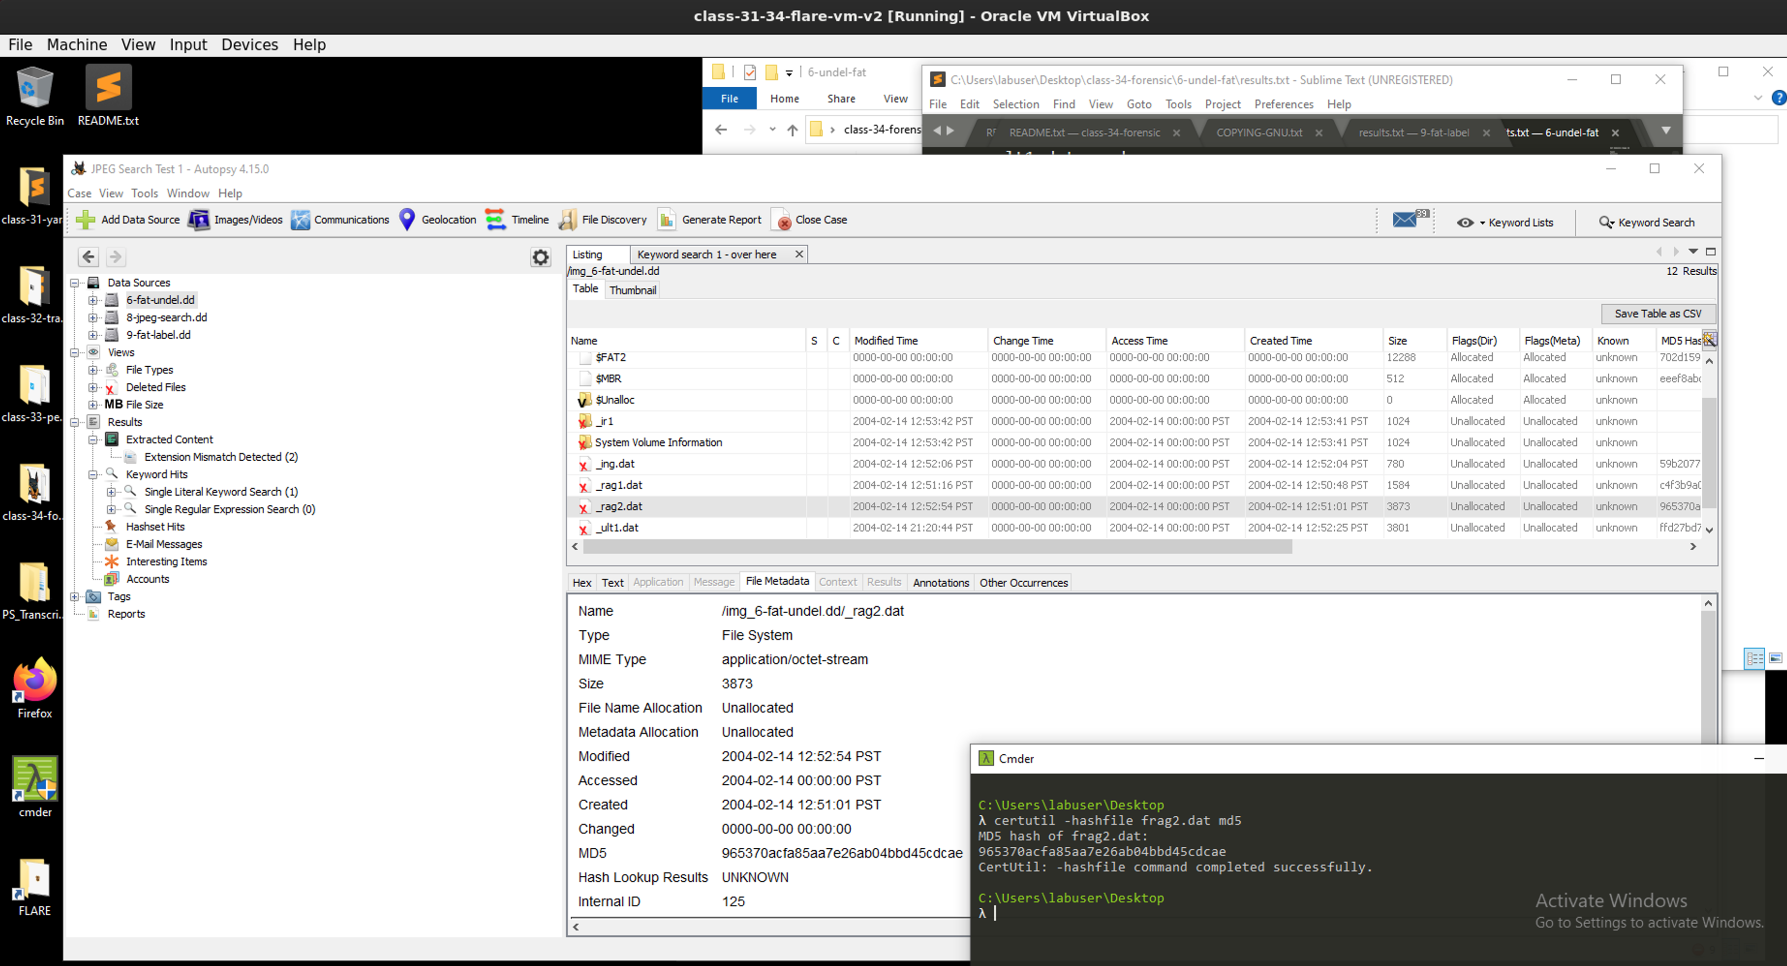 class-31-34-flare-vm-v2 [Running] - Oracle VM VirtualBox
File Machine View Input Devices Help
Recycle Bin
README.txt
class-31-yar
class-32-tra.
class-33-pe.
class-34-fo..
PS_Transcri.
Firefox
cmder
FLARE
6-undel-fat
File Home Share View
class-34-forens
C:\Users\labuser\Desktop\class-34-forensic\6-undel-fat\results.txt - Sublime Text (UNREGISTERED)
File Edit Selection Find View Goto Tools Project Preferences Help
README.txt — class-34-forensic COPYING-GNU.txt results.txt — 9-fat-label ts.txt — 6-undel-fat
JPEG Search Test 1 - Autopsy 4.15.0
Case View Tools Window Help
Add Data Source Images/Videos Communications Geolocation Timeline File Discovery Generate Report Close Case 39 Keyword Lists Keyword Search
Data Sources
6-fat-undel.dd
8-jpeg-search.dd
9-fat-label.dd
Views
File Types
Deleted Files
MB File Size
Results
Extracted Content
Extension Mismatch Detected (2)
Keyword Hits
Single Literal Keyword Search (1)
Single Regular Expression Search (0)
Hashset Hits
E-Mail Messages
Interesting Items
Accounts
Tags
Reports
Listing Keyword search 1 - over here
/img_6-fat-undel.dd 12 Results
Table Thumbnail
Save Table as CSV
Name S C Modified Time Change Time Access Time Created Time Size Flags(Dir) Flags(Meta) Known MD5 Has
$FAT2 0000-00-00 00:00:00 0000-00-00 00:00:00 0000-00-00 00:00:00 0000-00-00 00:00:00 12288 Allocated Allocated unknown 702d159
$MBR 0000-00-00 00:00:00 0000-00-00 00:00:00 0000-00-00 00:00:00 0000-00-00 00:00:00 512 Allocated Allocated unknown eeef8abc
$Unalloc 0000-00-00 00:00:00 0000-00-00 00:00:00 0000-00-00 00:00:00 0000-00-00 00:00:00 0 Allocated Allocated unknown
_ir1 2004-02-14 12:53:42 PST 0000-00-00 00:00:00 2004-02-14 00:00:00 PST 2004-02-14 12:53:41 PST 1024 Unallocated Unallocated unknown
System Volume Information 2004-02-14 12:53:42 PST 0000-00-00 00:00:00 2004-02-14 00:00:00 PST 2004-02-14 12:53:41 PST 1024 Unallocated Unallocated unknown
_ing.dat 2004-02-14 12:52:06 PST 0000-00-00 00:00:00 2004-02-14 00:00:00 PST 2004-02-14 12:52:04 PST 780 Unallocated Unallocated unknown 59b2077
_rag1.dat 2004-02-14 12:51:16 PST 0000-00-00 00:00:00 2004-02-14 00:00:00 PST 2004-02-14 12:50:48 PST 1584 Unallocated Unallocated unknown c4f3b9a0
_rag2.dat 2004-02-14 12:52:54 PST 0000-00-00 00:00:00 2004-02-14 00:00:00 PST 2004-02-14 12:51:01 PST 3873 Unallocated Unallocated unknown 965370a
_ult1.dat 2004-02-14 21:20:44 PST 0000-00-00 00:00:00 2004-02-14 00:00:00 PST 2004-02-14 12:52:25 PST 3801 Unallocated Unallocated unknown ffd27bd7
Hex Text Application Message File Metadata Context Results Annotations Other Occurrences
Name /img_6-fat-undel.dd/_rag2.dat
Type File System
MIME Type application/octet-stream
Size 3873
File Name Allocation Unallocated
Metadata Allocation Unallocated
Modified 2004-02-14 12:52:54 PST
Accessed 2004-02-14 00:00:00 PST
Created 2004-02-14 12:51:01 PST
Changed 0000-00-00 00:00:00
MD5 965370acfa85aa7e26ab04bbd45cdcae
Hash Lookup Results UNKNOWN
Internal ID 125
Cmder
C:\Users\labuser\Desktop
λ certutil -hashfile frag2.dat md5
MD5 hash of frag2.dat:
965370acfa85aa7e26ab04bbd45cdcae
CertUtil: -hashfile command completed successfully.
C:\Users\labuser\Desktop
λ
Activate Windows
Go to Settings to activate Windows.